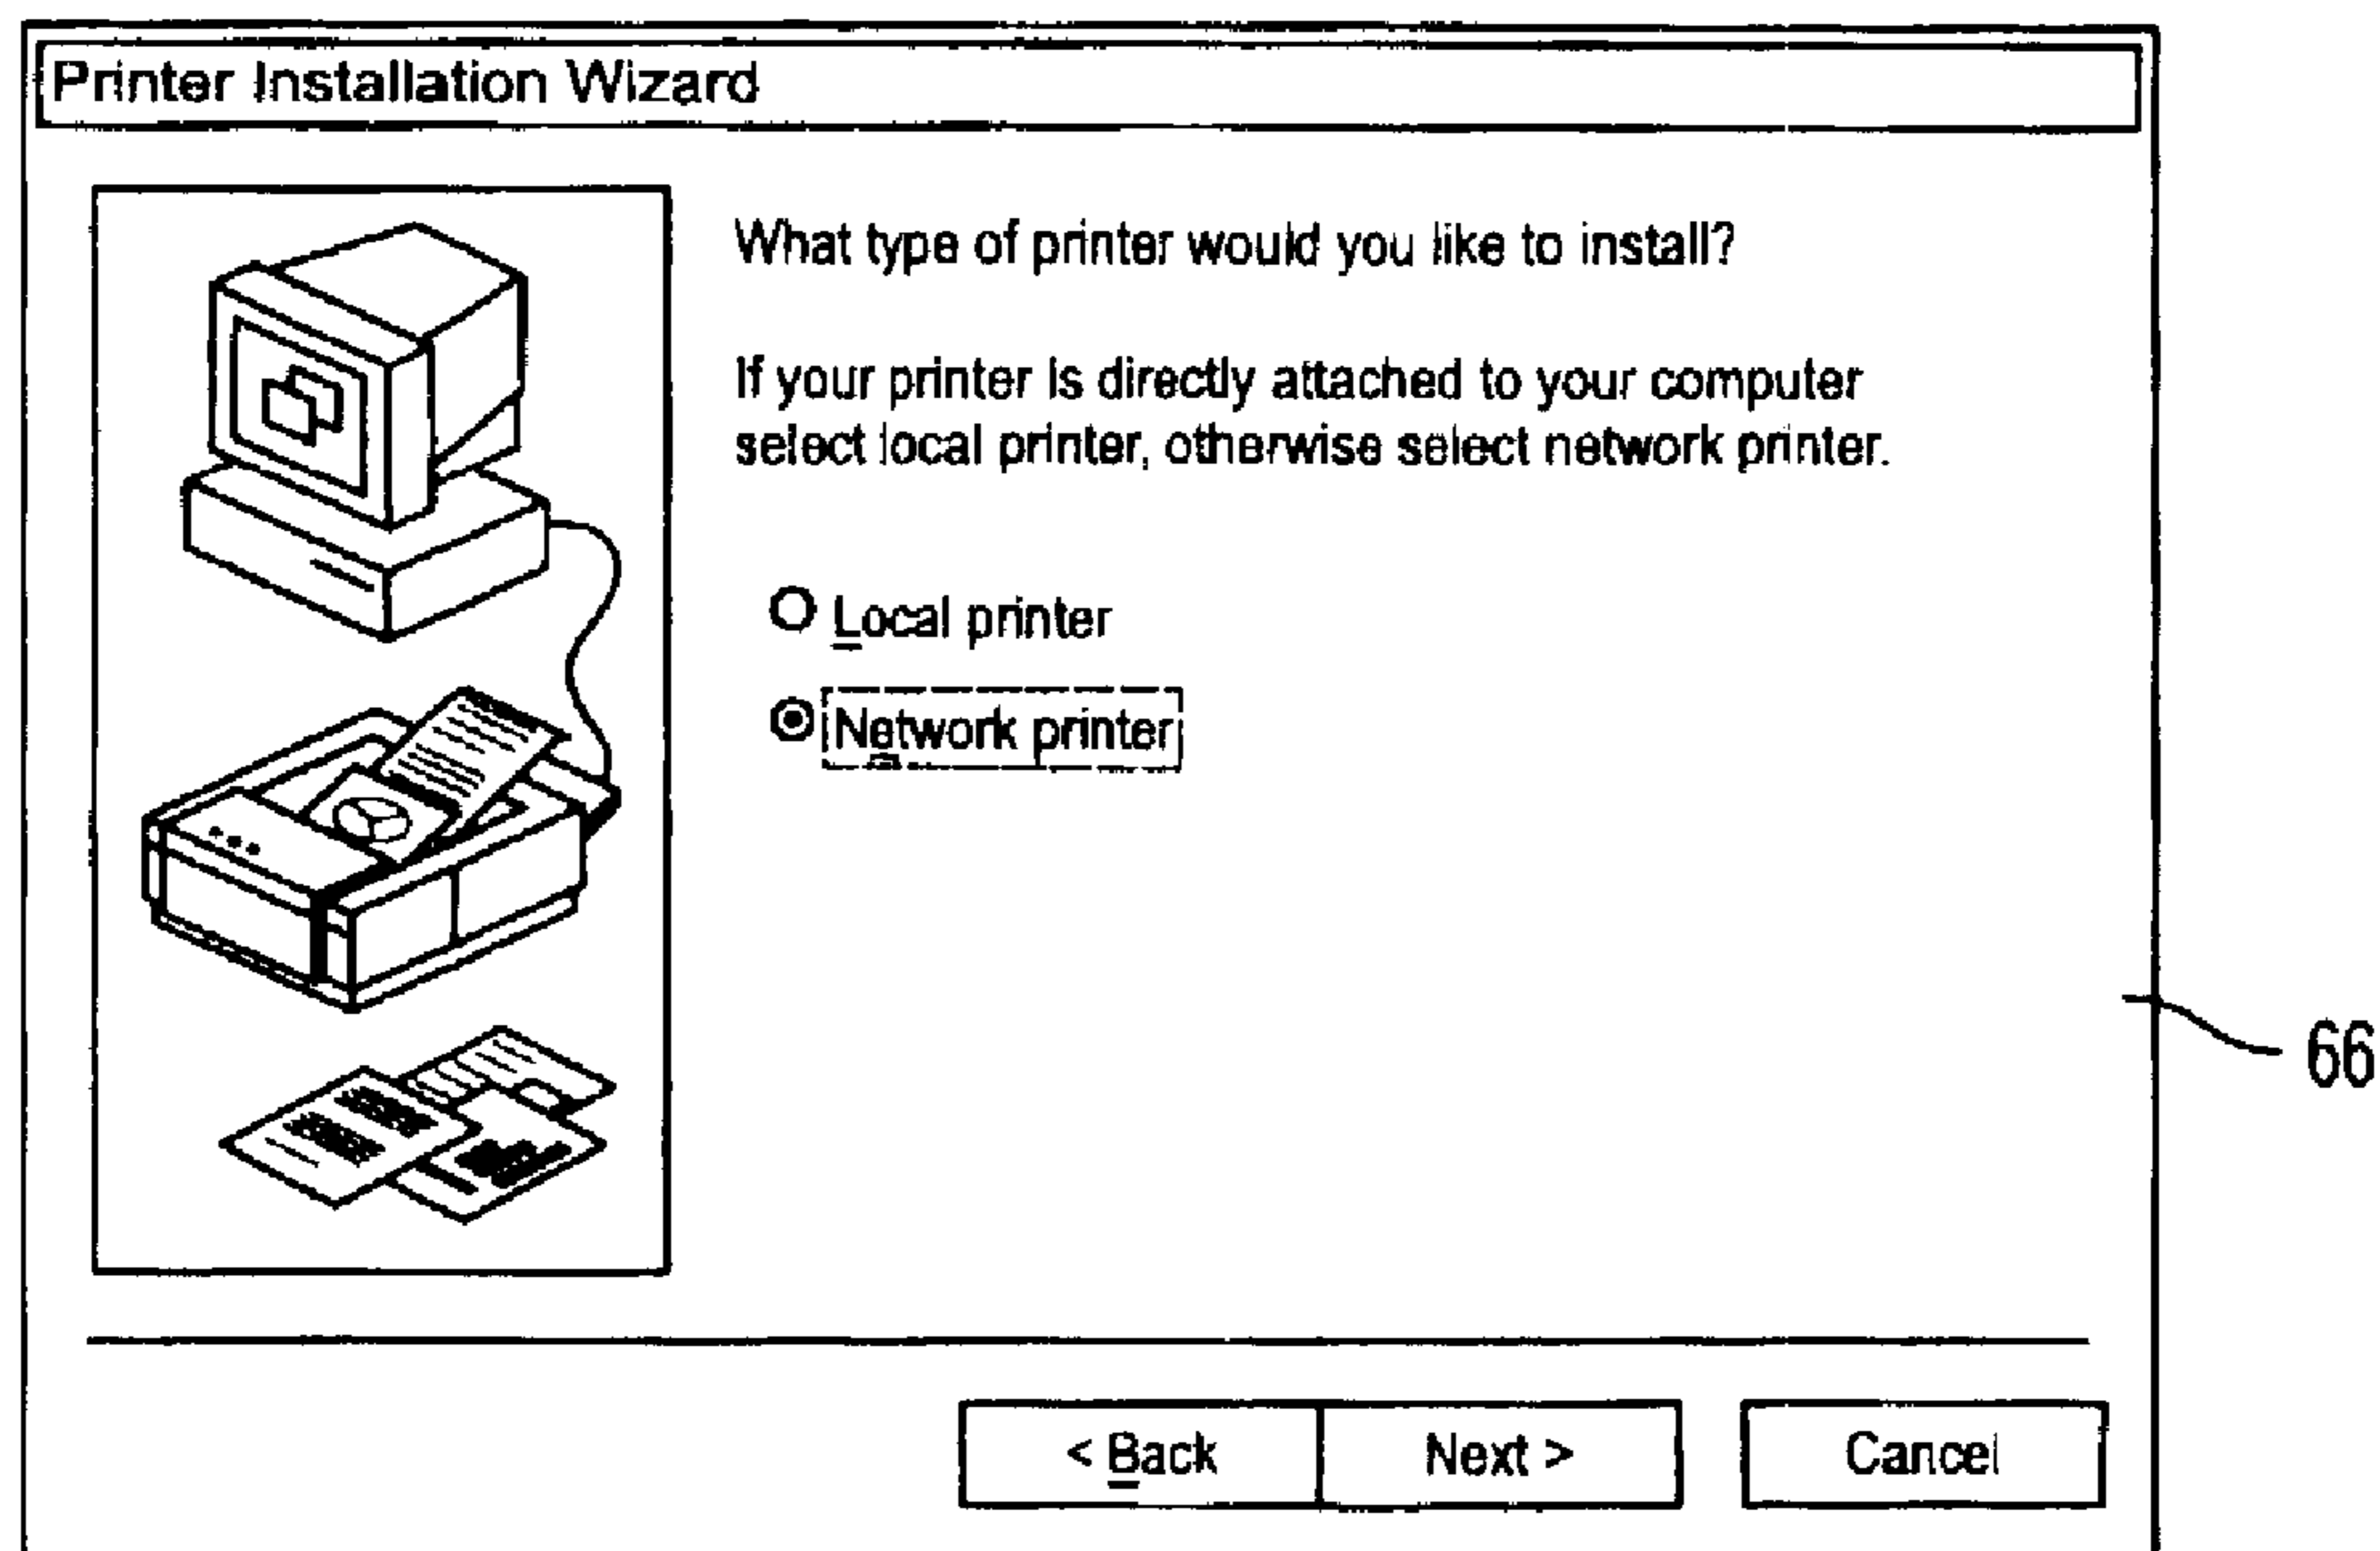 Printer Installation Wizard
What type of printer would you like to install?
If your printer is directly attached to your computer
select local printer, otherwise select network printer.
Local printer
Network printer
66
< Back
Next >
Cancel